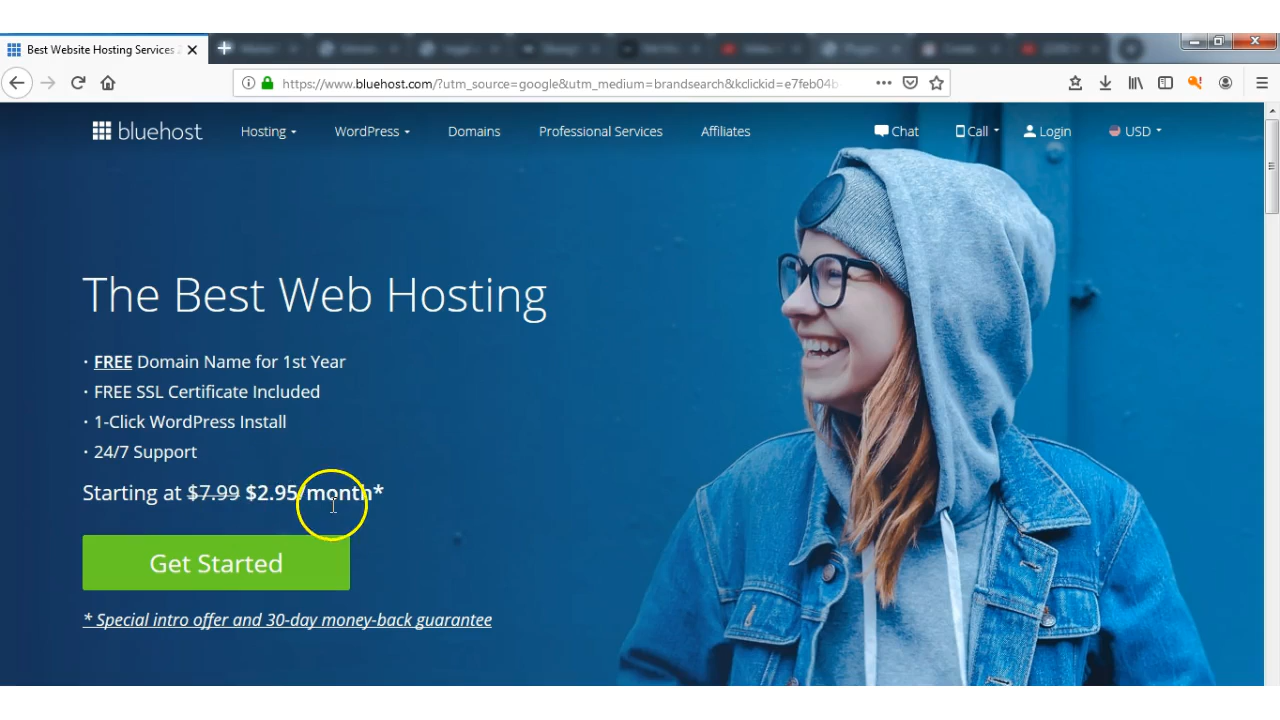 Best Website Hosting Services
https://www.bluehost.com/?utm_source=google&utm_medium=brandsearch&kclickid=e7feb04b
bluehost Hosting WordPress Domains Professional Services Affiliates Chat Call Login USD
The Best Web Hosting
· FREE Domain Name for 1st Year
· FREE SSL Certificate Included
· 1-Click WordPress Install
· 24/7 Support
Starting at $7.99 $2.95/month*
Get Started
* Special intro offer and 30-day money-back guarantee